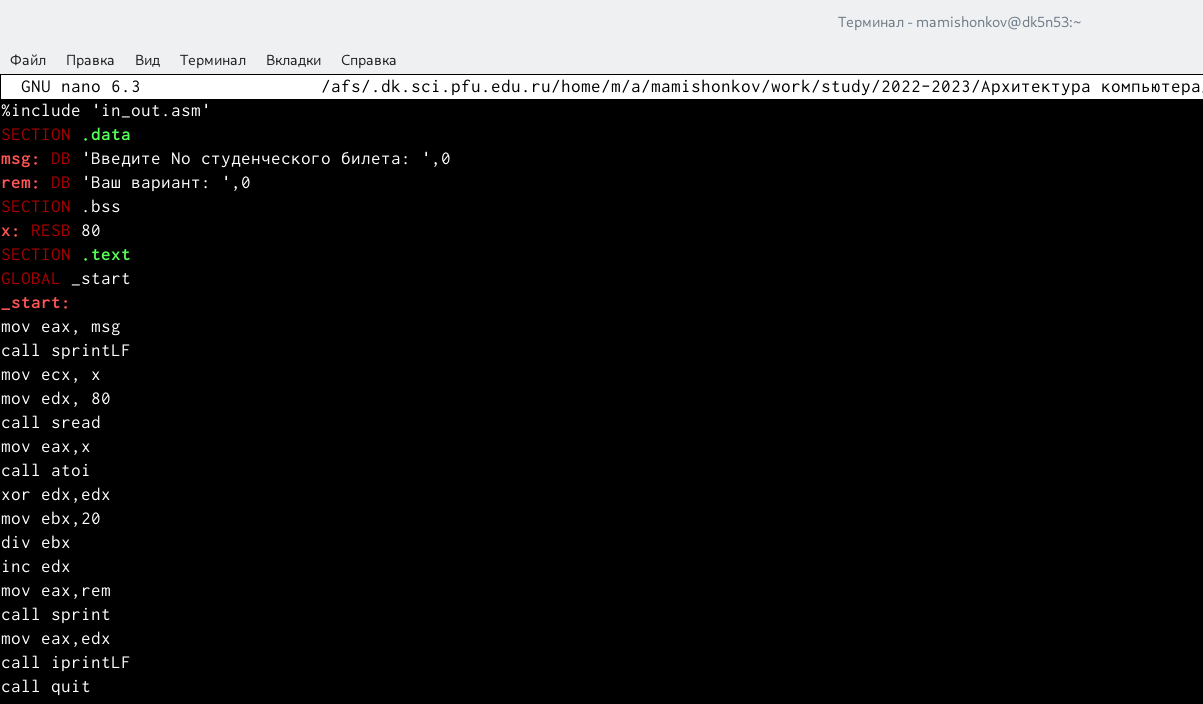 Терминал - mamishonkov@dk5n53:~
Файл Правка Вид Терминал Вкладки Справка
GNU nano 6.3 /afs/.dk.sci.pfu.edu.ru/home/m/a/mamishonkov/work/study/2022-2023/Архитектура компьютера/
%include 'in_out.asm'
SECTION .data
msg: DB 'Введите No студенческого билета: ',0
rem: DB 'Ваш вариант: ',0
SECTION .bss
x: RESB 80
SECTION .text
GLOBAL _start
_start:
mov eax, msg
call sprintLF
mov ecx, x
mov edx, 80
call sread
mov eax,x
call atoi
xor edx,edx
mov ebx,20
div ebx
inc edx
mov eax,rem
call sprint
mov eax,edx
call iprintLF
call quit